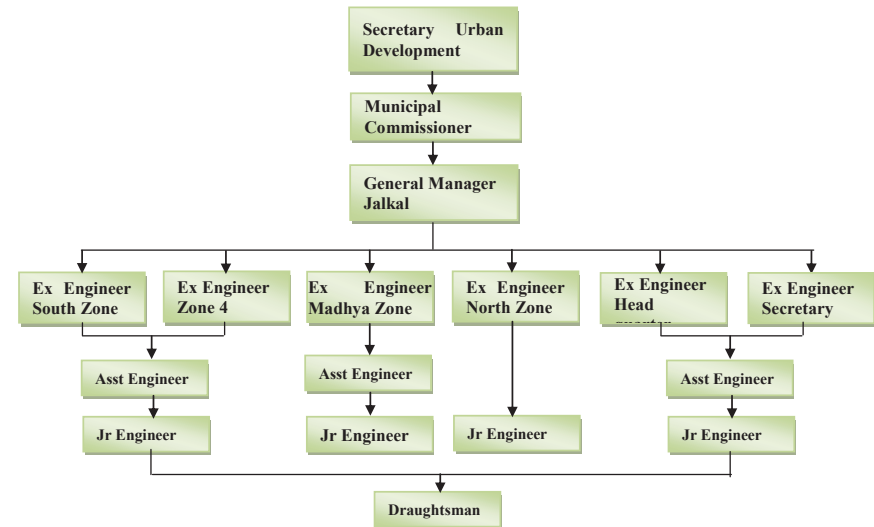 Secretary Urban
Development
Municipal
Commissioner
General Manager
Jalkal
Ex Engineer
South Zone
Ex Engineer
Zone 4
Ex Engineer
Madhya Zone
Ex Engineer
North Zone
Ex Engineer
Head
Ex Engineer
Secretary
Asst Engineer
Asst Engineer
Asst Engineer
Jr Engineer
Jr Engineer
Jr Engineer
Jr Engineer
Draughtsman